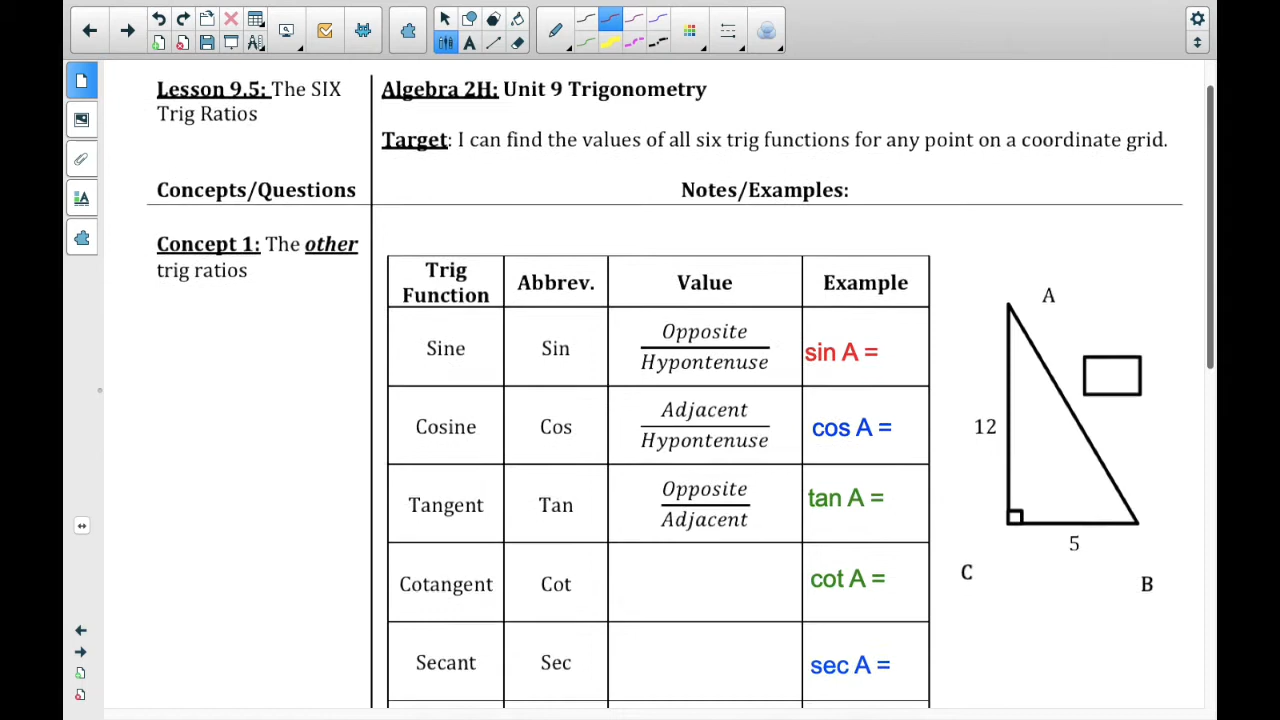 Lesson 9.5: The SIX
Trig Ratios
Algebra 2H: Unit 9 Trigonometry
Target: I can find the values of all six trig functions for any point on a coordinate grid.
Concepts/Questions
Notes/Examples:
Concept 1: The other
trig ratios
Trig
Function
Abbrev.
Value
Example
Sine
Sin
Opposite
Hypontenuse
sin A =
Cosine
Cos
Adjacent
Hypontenuse
cos A =
Tangent
Tan
Opposite
Adjacent
tan A =
Cotangent
Cot
cot A =
Secant
Sec
sec A =
A
12
5
C
B